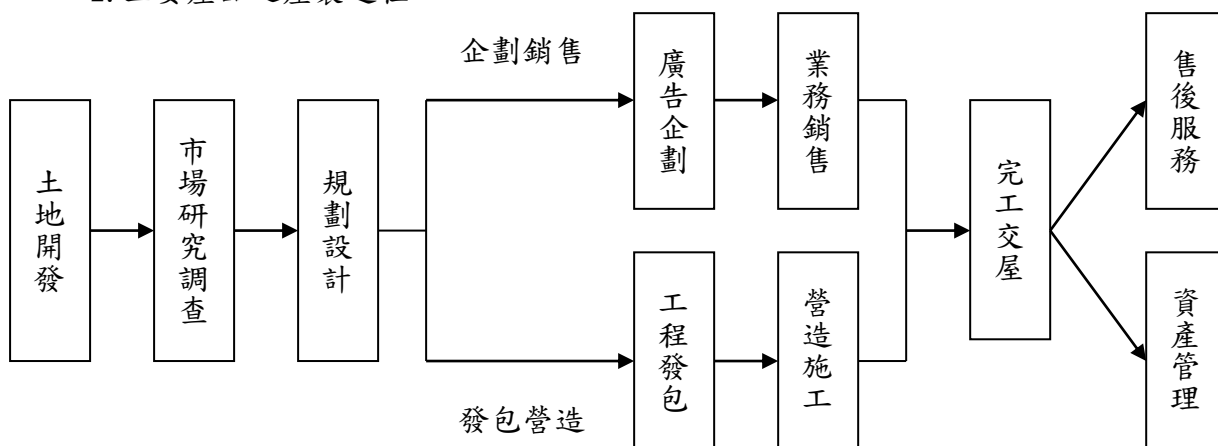 企劃銷售
土地開發
市場研究調查
規劃設計
廣告企劃
業務銷售
工程發包
營造施工
完工交屋
售後服務
資產管理
發包營造